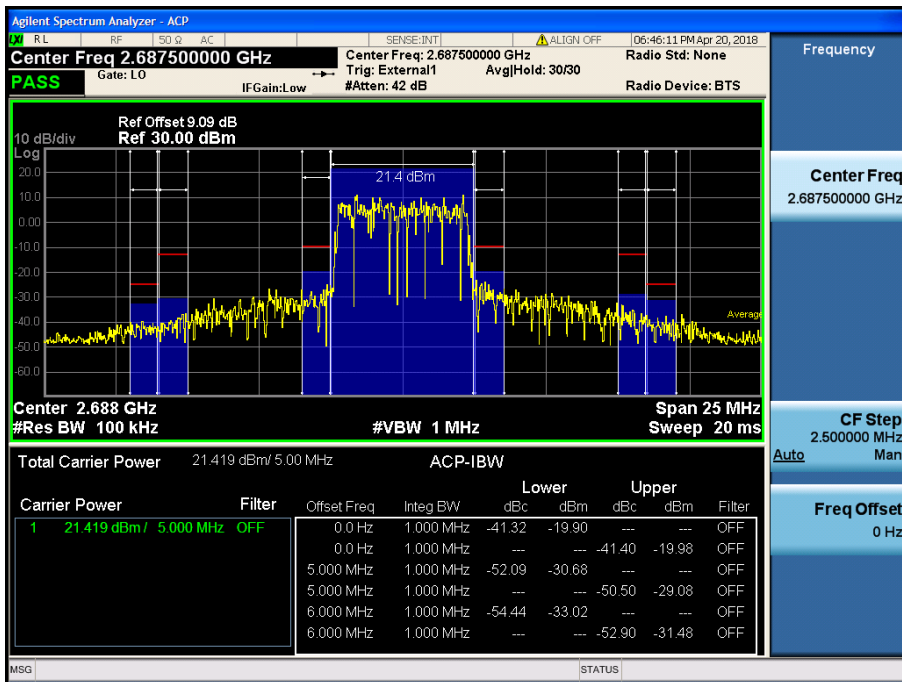 Agilent Spectrum Analyzer - ACP
LXI RL RF 50 Ω AC SENSE:INT ALIGN OFF 06:46:11 PM Apr 20, 2018
Center Freq 2.687500000 GHz
Center Freq: 2.687500000 GHz Radio Std: None
Trig: External1 Avg|Hold: 30/30
PASS Gate: LO IFGain:Low #Atten: 42 dB Radio Device: BTS
Ref Offset 9.09 dB
10 dB/div Ref 30.00 dBm
Log
20.0
21.4 dBm
10.0
0.00
-10.0
-20.0
-30.0
Average
-40.0
-50.0
-60.0
Center 2.688 GHz Span 25 MHz
#Res BW 100 kHz #VBW 1 MHz Sweep 20 ms
Total Carrier Power 21.419 dBm/ 5.00 MHz ACP-IBW
Lower Upper
Carrier Power Filter Offset Freq Integ BW dBc dBm dBc dBm Filter
1 21.419 dBm / 5.000 MHz OFF 0.0 Hz 1.000 MHz -41.32 -19.90 --- --- OFF
0.0 Hz 1.000 MHz --- --- -41.40 -19.98 OFF
5.000 MHz 1.000 MHz -52.09 -30.68 --- --- OFF
5.000 MHz 1.000 MHz --- --- -50.50 -29.08 OFF
6.000 MHz 1.000 MHz -54.44 -33.02 --- --- OFF
6.000 MHz 1.000 MHz --- --- -52.90 -31.48 OFF
MSG STATUS
Frequency
Center Freq
2.687500000 GHz
CF Step
2.500000 MHz
Auto Man
Freq Offset
0 Hz